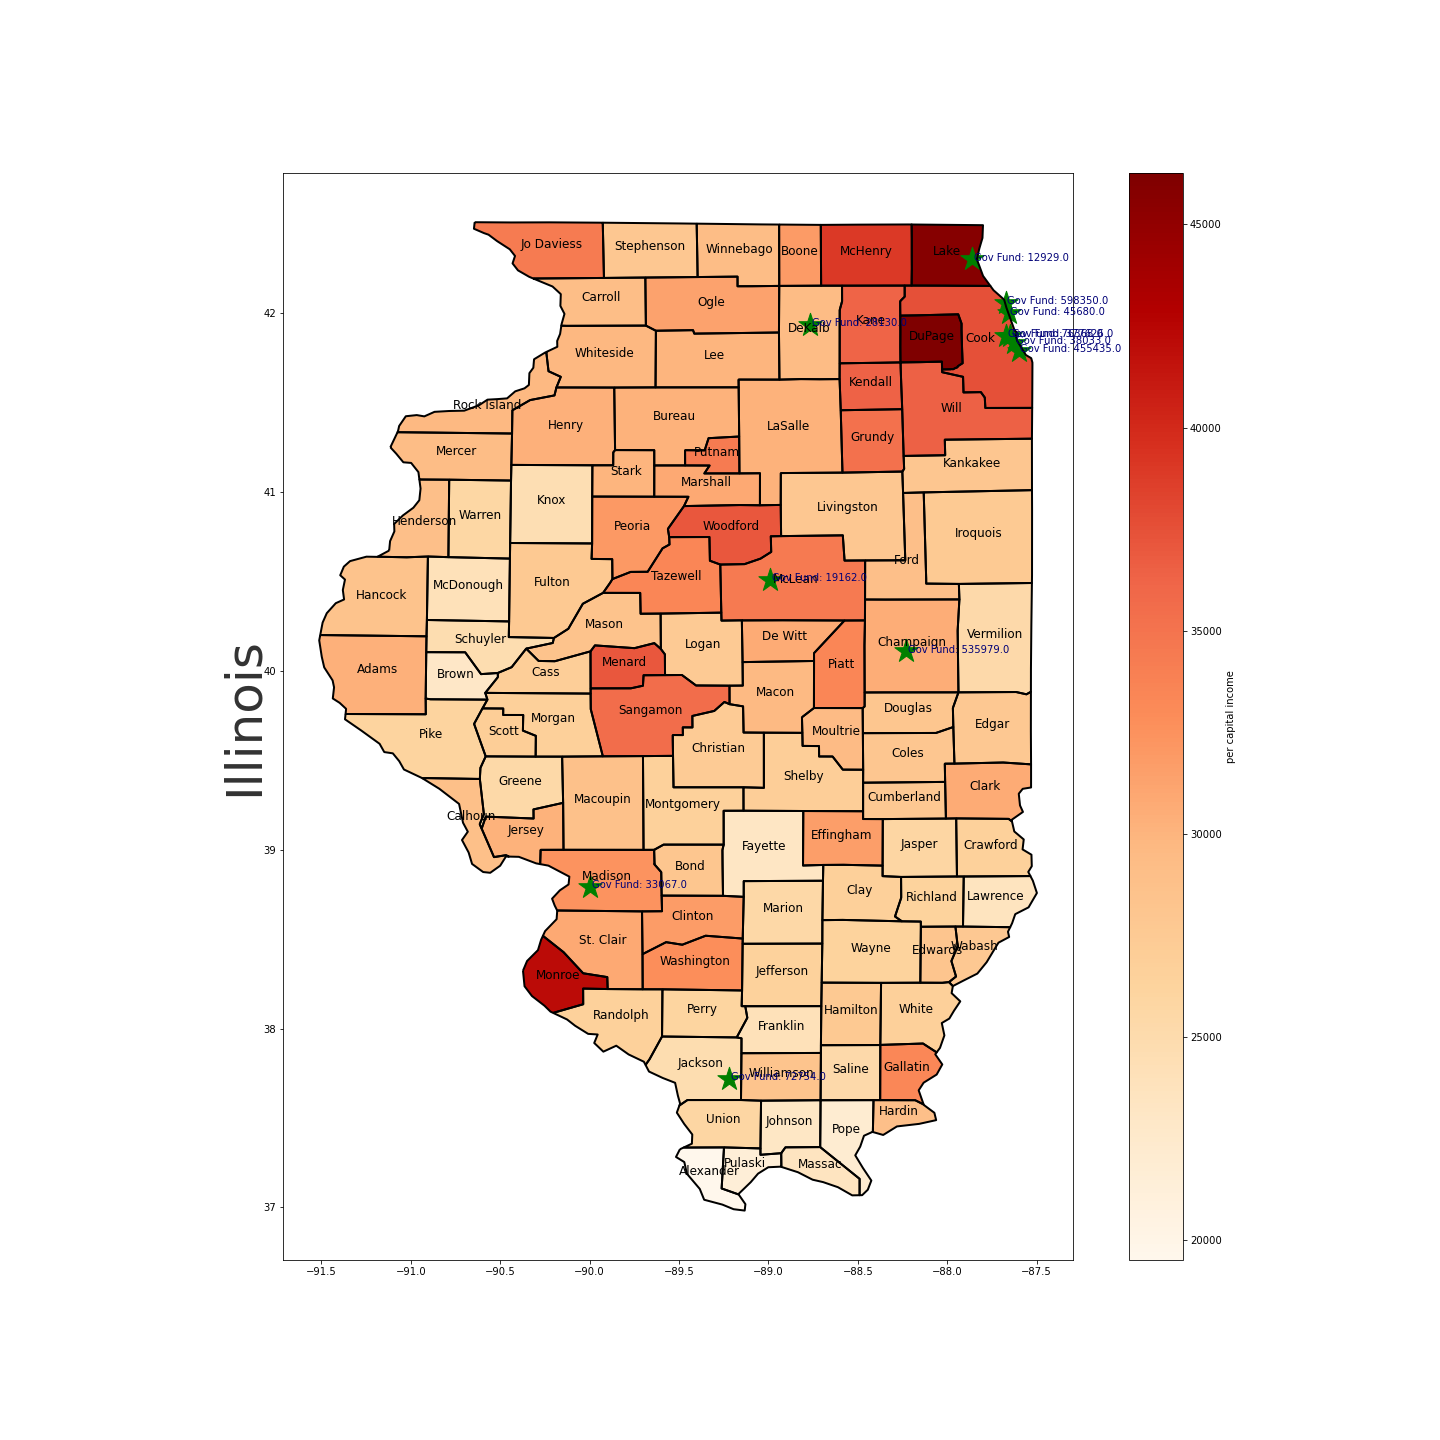 Illinois
Jo Daviess
Stephenson
Winnebago
Boone
McHenry
Lake
Gov Fund: 12929.0
Carroll
Ogle
DeKalb
Kane
Gov Fund: 598350.0
Gov Fund: 45680.0
Whiteside
Lee
DuPage
Cook
Gov Fund: 38033.0
Gov Fund: 455435.0
Rock Island
Henry
Bureau
LaSalle
Kendall
Will
Grundy
Mercer
Stark
Putnam
Marshall
Kankakee
Henderson
Warren
Knox
Peoria
Woodford
Livingston
Iroquois
Ford
Hancock
McDonough
Fulton
Tazewell
McLean
Gov Fund: 19162.0
Mason
Schuyler
Logan
De Witt
Champaign
Gov Fund: 535979.0
Vermilion
Adams
Brown
Cass
Menard
Piatt
Macon
Pike
Scott
Morgan
Sangamon
Christian
Moultrie
Douglas
Edgar
Coles
Shelby
Greene
Macoupin
Montgomery
Cumberland
Clark
Calhoun
Jersey
Fayette
Effingham
Jasper
Crawford
Madison
Gov Fund: 33067.0
Bond
Clay
Richland
Lawrence
Clinton
Marion
St. Clair
Washington
Wayne
Edwards
Wabash
Monroe
Jefferson
Randolph
Perry
Franklin
Hamilton
White
Jackson
Williamson
Gov Fund: 72754.0
Saline
Gallatin
Union
Johnson
Pope
Hardin
Alexander
Pulaski
Massac
42
41
40
39
38
37
−91.5 −91.0 −90.5 −90.0 −89.5 −89.0 −88.5 −88.0 −87.5
45000
40000
35000
30000
25000
20000
per capital income